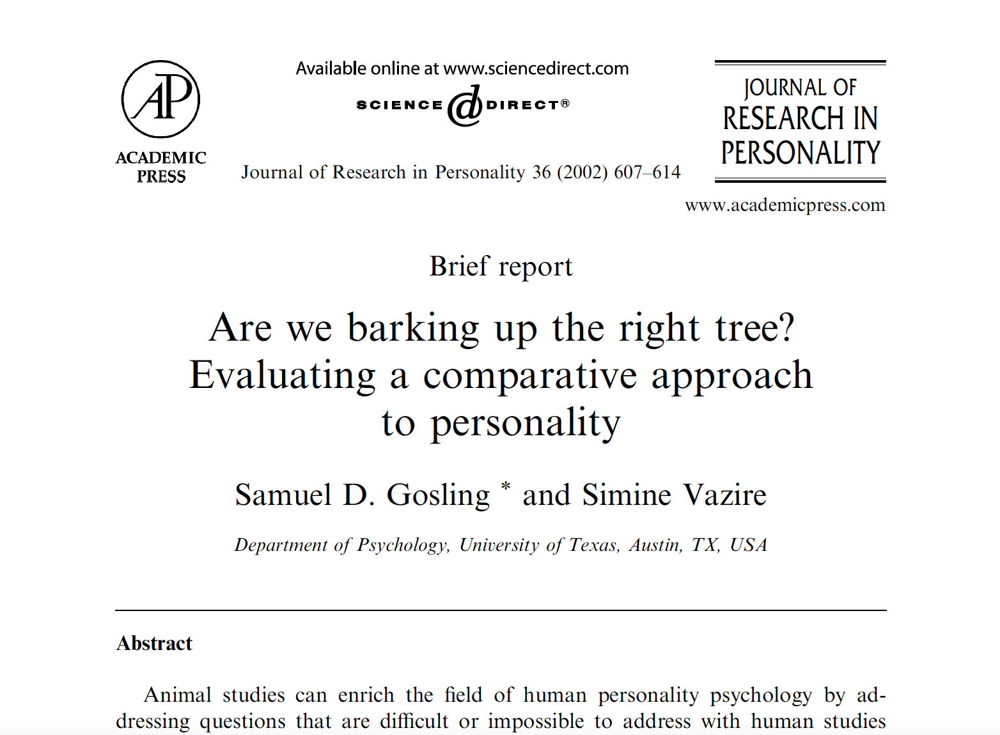 Available online at www.sciencedirect.com
SCIENCE @ DIRECT®
AP
ACADEMIC
PRESS
Journal of Research in Personality 36 (2002) 607–614
JOURNAL OF
RESEARCH IN
PERSONALITY
www.academicpress.com
Brief report
Are we barking up the right tree?
Evaluating a comparative approach
to personality
Samuel D. Gosling * and Simine Vazire
Department of Psychology, University of Texas, Austin, TX, USA
Abstract
Animal studies can enrich the field of human personality psychology by ad-
dressing questions that are difficult or impossible to address with human studies